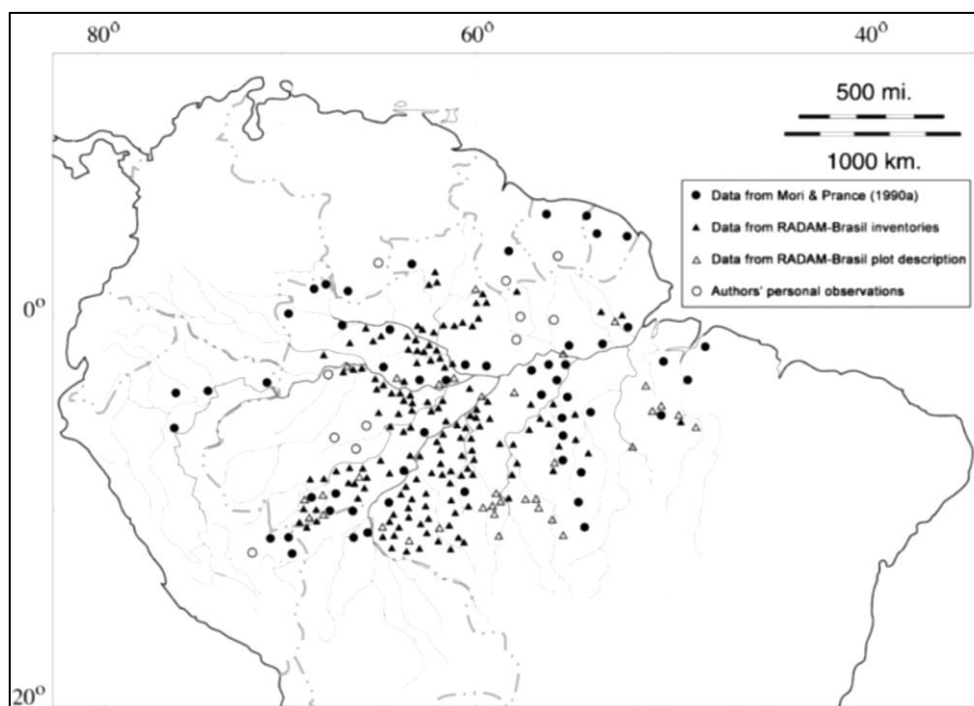 80⁰
60⁰
40⁰
500 mi.
1000 km.
Data from Mori & Prance (1990a)
Data from RADAM-Brasil inventories
Data from RADAM-Brasil plot description
Authors' personal observations
0⁰
20⁰